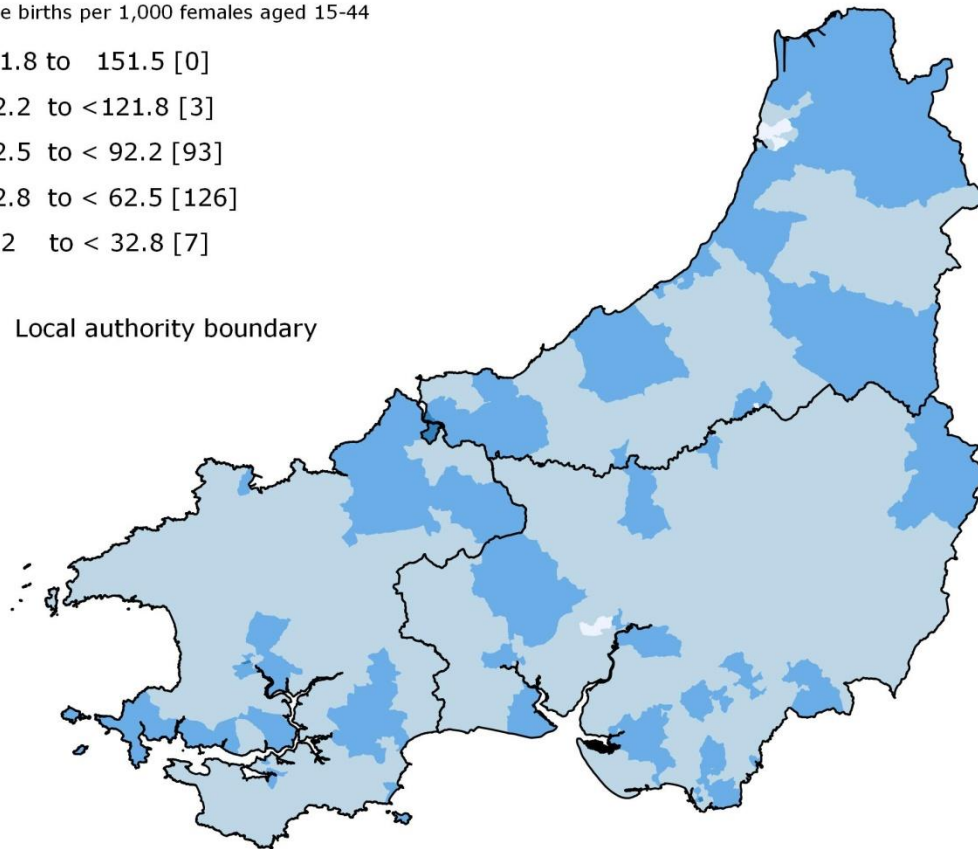 e births per 1,000 females aged 15-44
1.8 to 151.5 [0]
2.2 to <121.8 [3]
2.5 to < 92.2 [93]
2.8 to < 62.5 [126]
2 to < 32.8 [7]
Local authority boundary